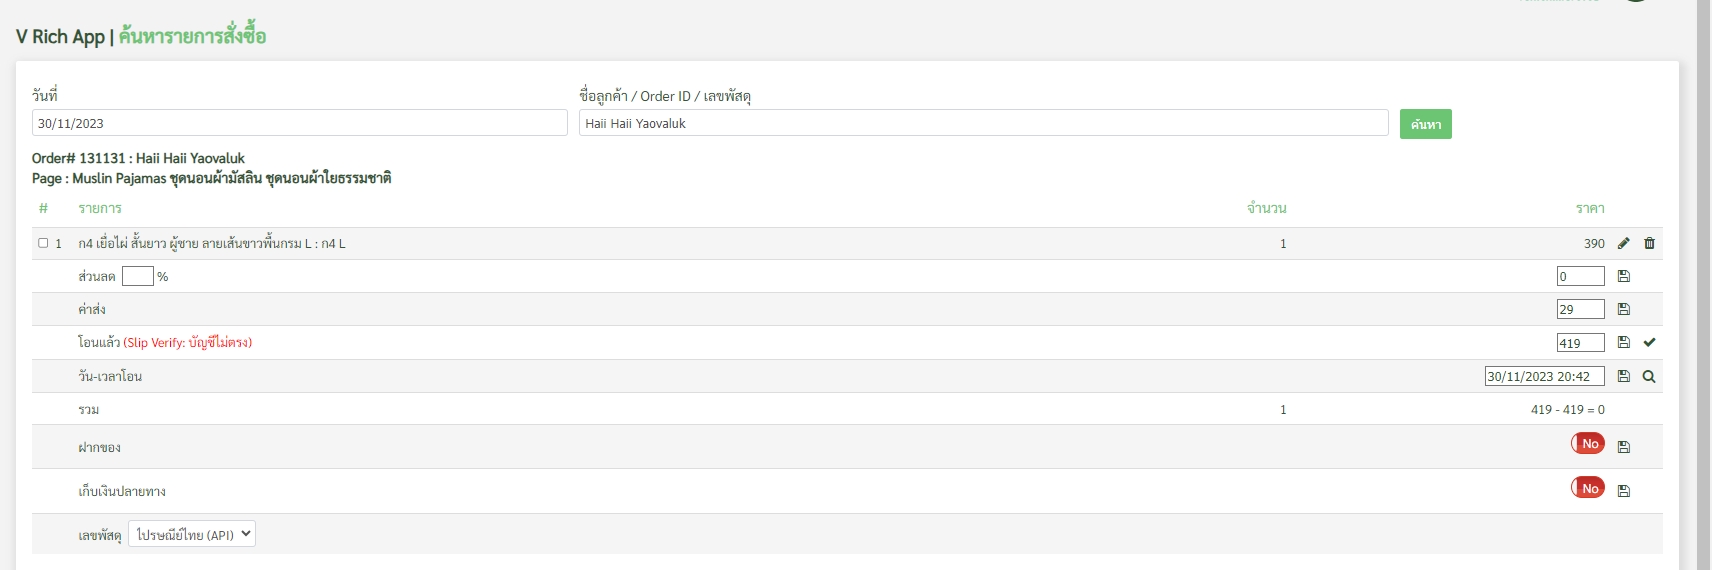 V Rich App | ค้นหารายการสั่งซื้อ
วันที่
ชื่อลูกค้า / Order ID / เลขพัสดุ
30/11/2023
Haii Haii Yaovaluk
ค้นหา
Order# 131131 : Haii Haii Yaovaluk
Page : Muslin Pajamas ชุดนอนผ้ามัสลิน ชุดนอนผ้าใยธรรมชาติ
# รายการ จำนวน ราคา
1 ก4 เยื่อไผ่ สั้นยาว ผู้ชาย ลายเส้นขาวพื้นกรม L : ก4 L 1 390
ส่วนลด % 0
ค่าส่ง 29
โอนแล้ว (Slip Verify: บัญชีไม่ตรง) 419
วัน-เวลาโอน 30/11/2023 20:42
รวม 1 419 - 419 = 0
ฝากของ No
เก็บเงินปลายทาง No
เลขพัสดุ ไปรษณีย์ไทย (API)